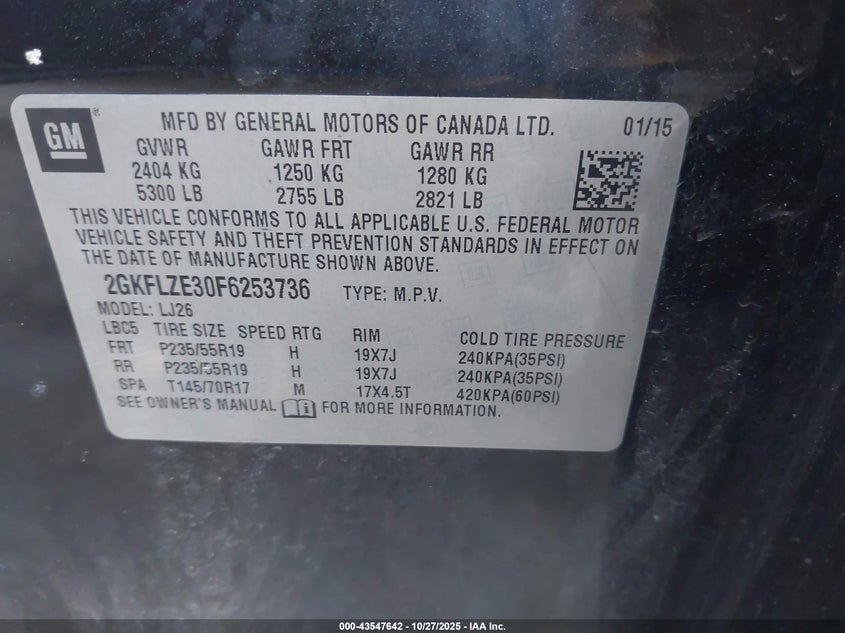 GM ®
MFD BY GENERAL MOTORS OF CANADA LTD. 01/15
GVWR GAWR FRT GAWR RR
2404 KG 1250 KG 1280 KG
5300 LB 2755 LB 2821 LB
THIS VEHICLE CONFORMS TO ALL APPLICABLE U.S. FEDERAL MOTOR
VEHICLE SAFETY AND THEFT PREVENTION STANDARDS IN EFFECT ON
THE DATE OF MANUFACTURE SHOWN ABOVE.
2GKFLZE30F6253736 TYPE: M.P.V.
MODEL: LJ26
LBC5 TIRE SIZE SPEED RTG RIM COLD TIRE PRESSURE
FRT P235/55R19 H 19X7J 240KPA(35PSI)
RR P235/55R19 H 19X7J 240KPA(35PSI)
SPA T145/70R17 M 17X4.5T 420KPA(60PSI)
SEE OWNER'S MANUAL i FOR MORE INFORMATION.
000-43547642 | 10/27/2025 - IAA Inc.